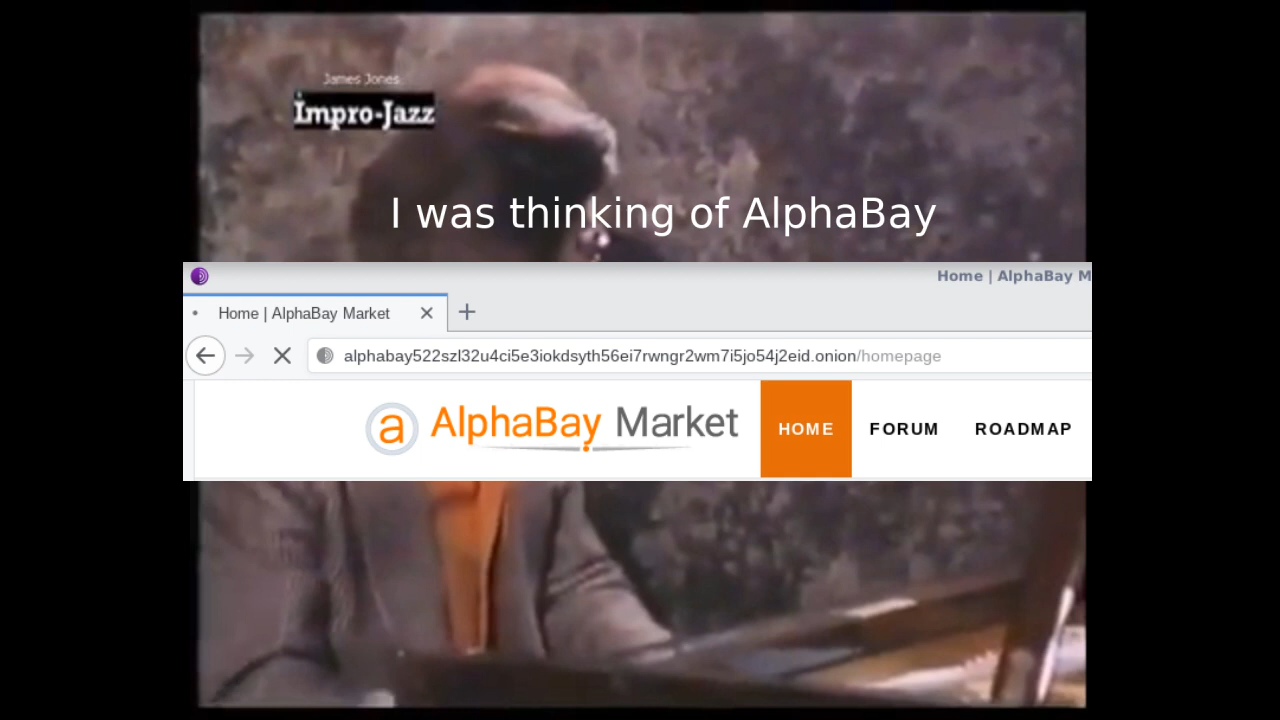 James Jones
Impro-Jazz
I was thinking of AlphaBay
Home | AlphaBay M
Home | AlphaBay Market
alphabay522szl32u4ci5e3iokdsyth56ei7rwngr2wm7i5jo54j2eid.onion/homepage
a AlphaBay Market HOME FORUM ROADMAP